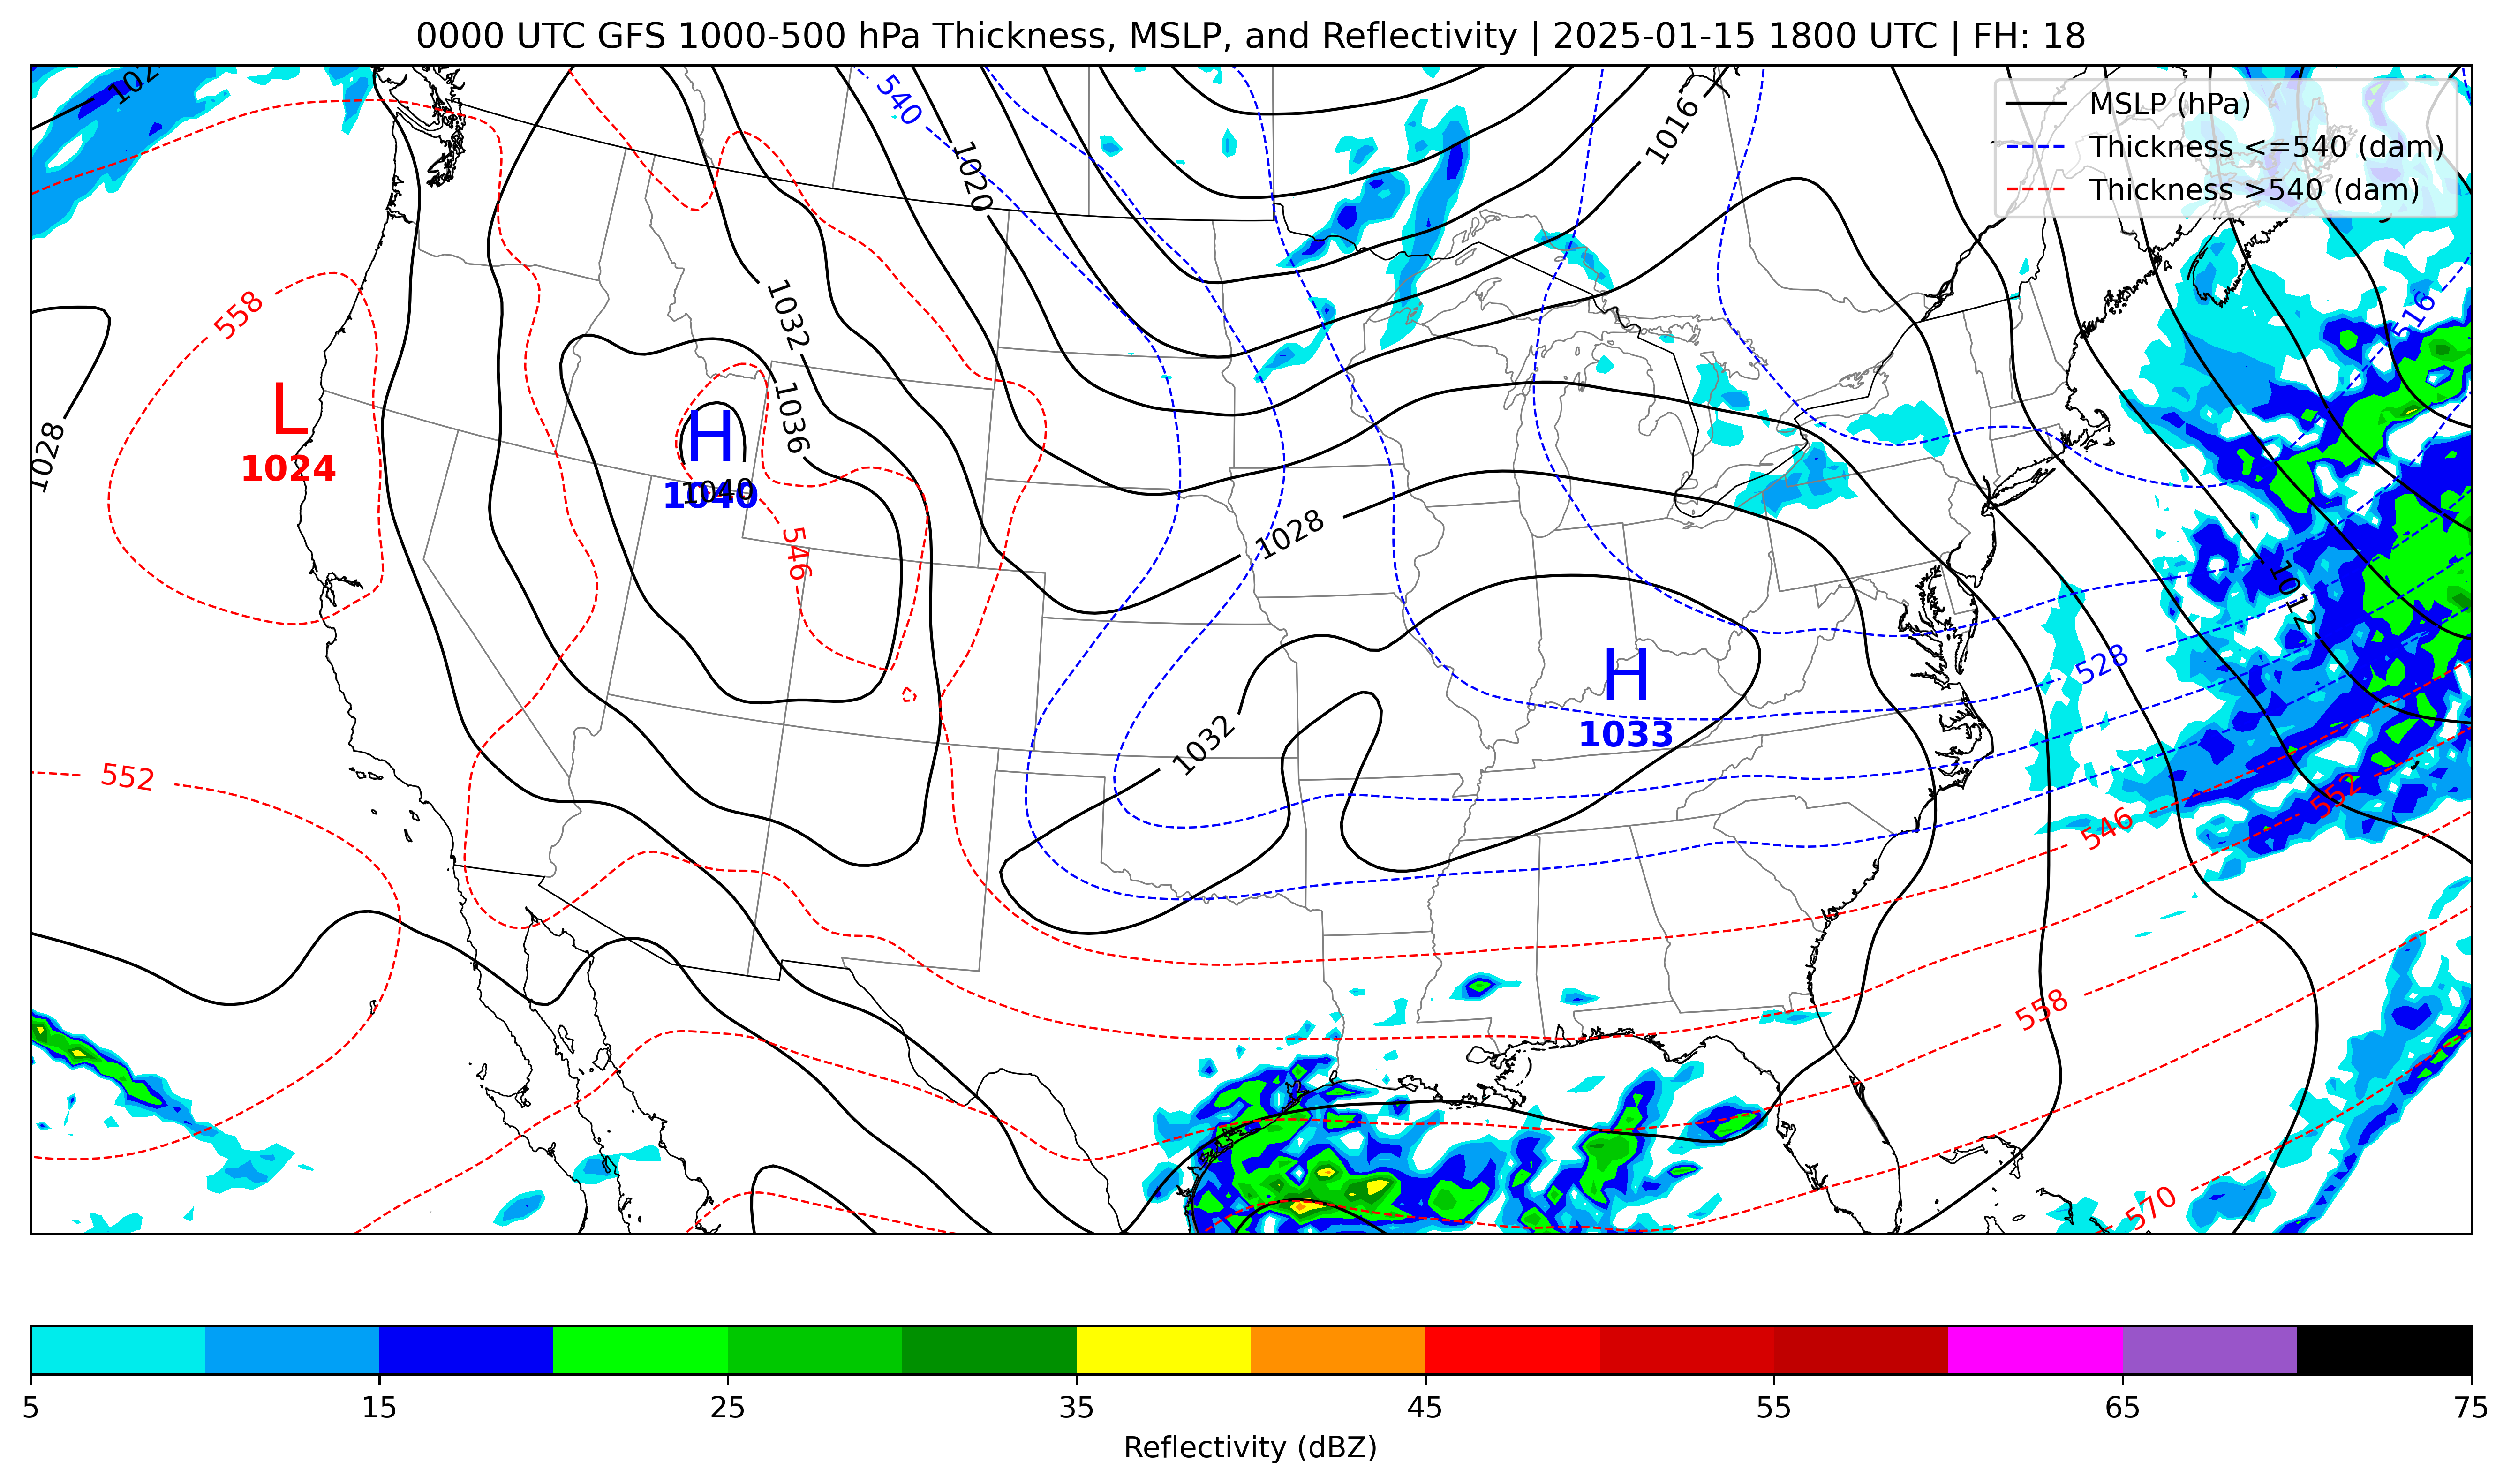 0000 UTC GFS 1000-500 hPa Thickness, MSLP, and Reflectivity | 2025-01-15 1800 UTC | FH: 18
MSLP (hPa)
Thickness <=540 (dam)
Thickness >540 (dam)
540
1016
1020
558
516
1032
1036
L
1024
H
1040
1040
1028
1028
546
1012
H
1033
528
1032
552
552
546
558
570
5 15 25 35 45 55 65 75
Reflectivity (dBZ)